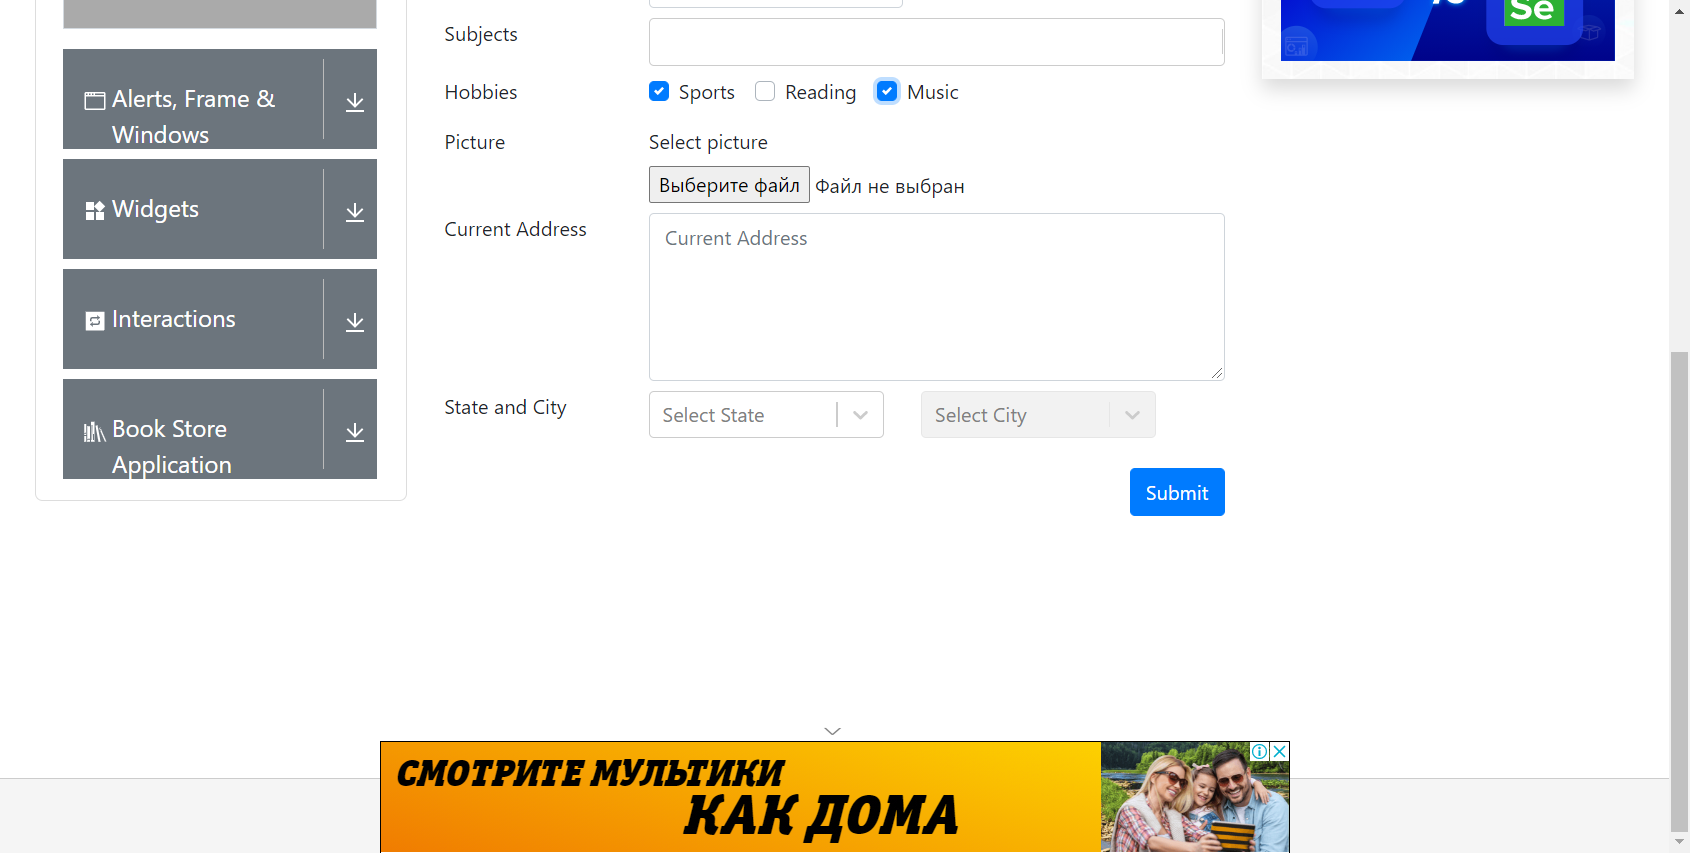 Alerts, Frame &
Windows
Widgets
Interactions
Book Store
Application
Subjects
Hobbies
Sports
Reading
Music
Picture
Select picture
Выберите файл Файл не выбран
Current Address
Current Address
State and City
Select State
Select City
Submit
Se
СМОТРИТЕ МУЛЬТИКИ
КАК ДОМА